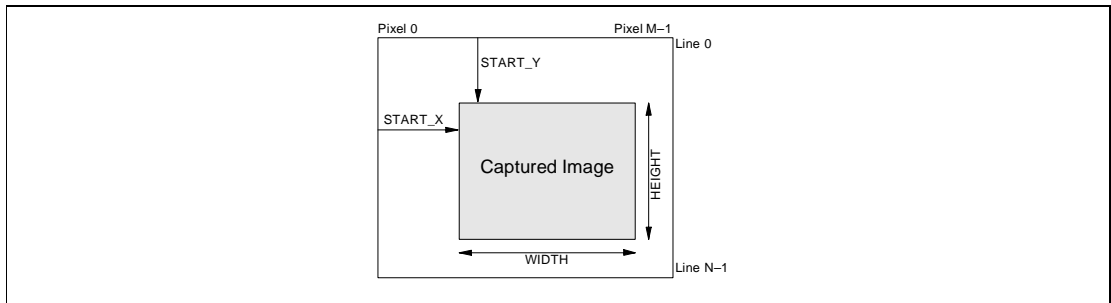 Pixel 0
Pixel M–1
Line 0
START_Y
START_X
Captured Image
HEIGHT
WIDTH
Line N–1